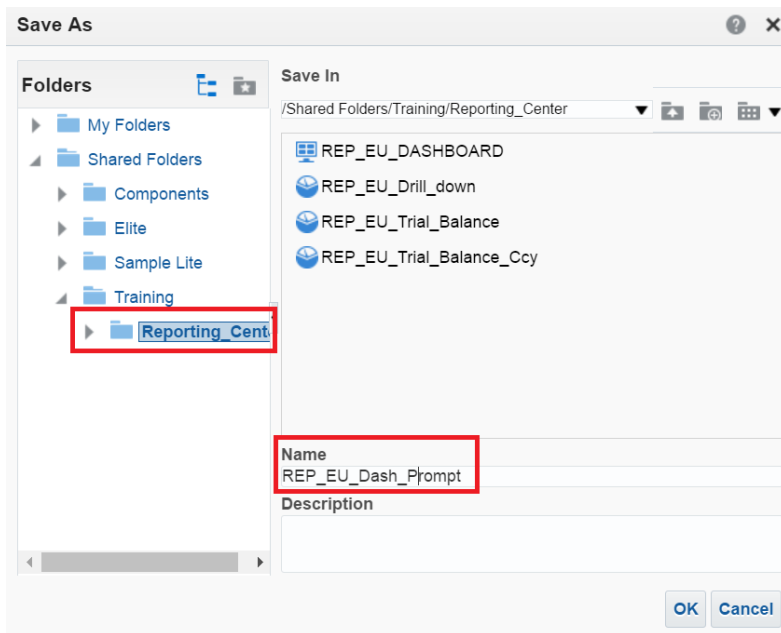 Save As
Folders
My Folders
Shared Folders
Components
Elite
Sample Lite
Training
Reporting_Cent
Save In
/Shared Folders/Training/Reporting_Center
REP_EU_DASHBOARD
REP_EU_Drill_down
REP_EU_Trial_Balance
REP_EU_Trial_Balance_Ccy
Name
REP_EU_Dash_Prompt
Description
OK Cancel